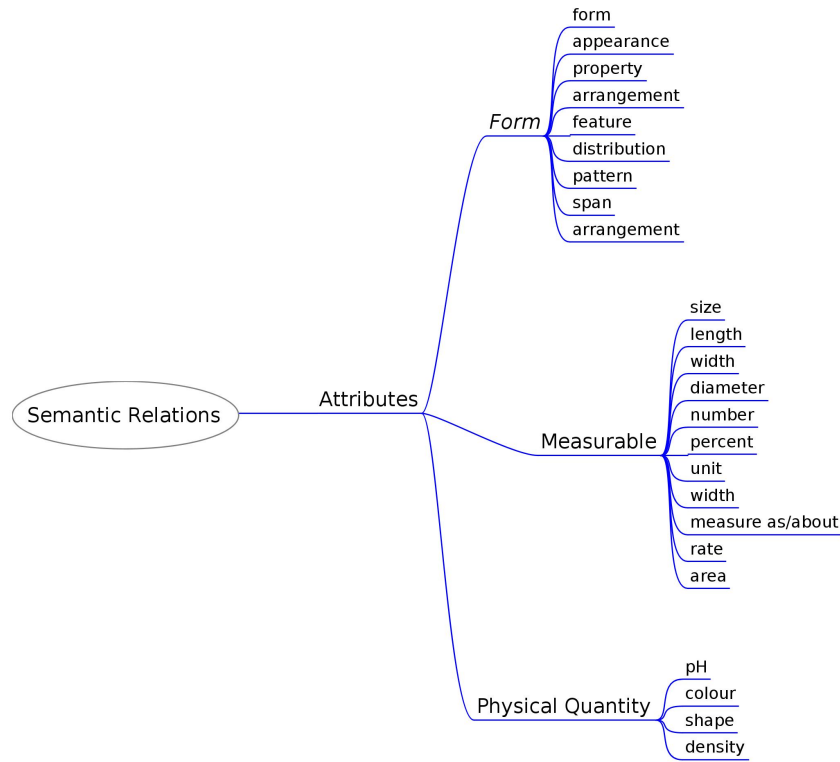 Semantic Relations
Attributes
Form
form
appearance
property
arrangement
feature
distribution
pattern
span
arrangement
Measurable
size
length
width
diameter
number
percent
unit
width
measure as/about
rate
area
Physical Quantity
pH
colour
shape
density